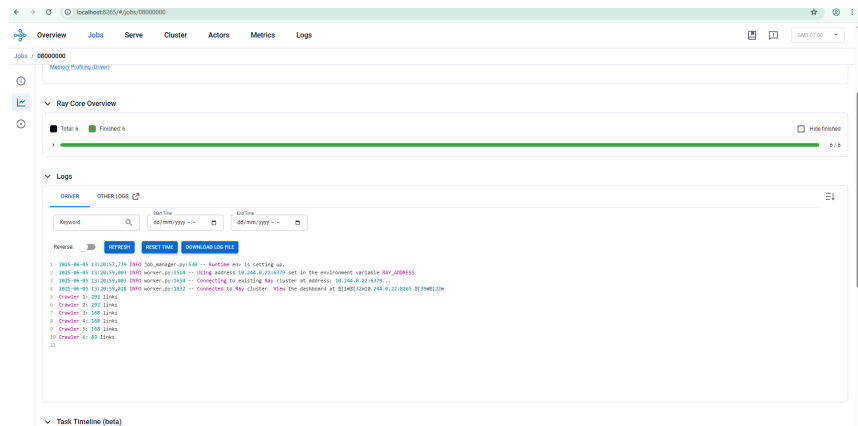 localhost:8265/#/jobs/08000000
Overview Jobs Serve Cluster Actors Metrics Logs
GMT-07:00
Jobs / 08000000
Memory Profiling (Driver)
Ray Core Overview
Total: 6 Finished: 6 Hide finished
6 / 6
Logs
DRIVER OTHER LOGS
Start Time End Time
Keyword dd/mm/yyyy --:-- dd/mm/yyyy --:--
Reverse: REFRESH RESET TIME DOWNLOAD LOG FILE
1 2025-06-05 13:20:57,739 INFO job_manager.py:530 -- Runtime env is setting up.
2 2025-06-05 13:20:59,003 INFO worker.py:1514 -- Using address 10.244.0.22:6379 set in the environment variable RAY_ADDRESS
3 2025-06-05 13:20:59,003 INFO worker.py:1654 -- Connecting to existing Ray cluster at address: 10.244.0.22:6379...
4 2025-06-05 13:20:59,028 INFO worker.py:1832 -- Connected to Ray cluster. View the dashboard at [1m[32m10.244.0.22:8265 [39m[22m
5 Crawler 1: 292 links
6 Crawler 2: 292 links
7 Crawler 3: 168 links
8 Crawler 4: 168 links
9 Crawler 5: 168 links
10 Crawler 6: 89 links
11
Task Timeline (beta)